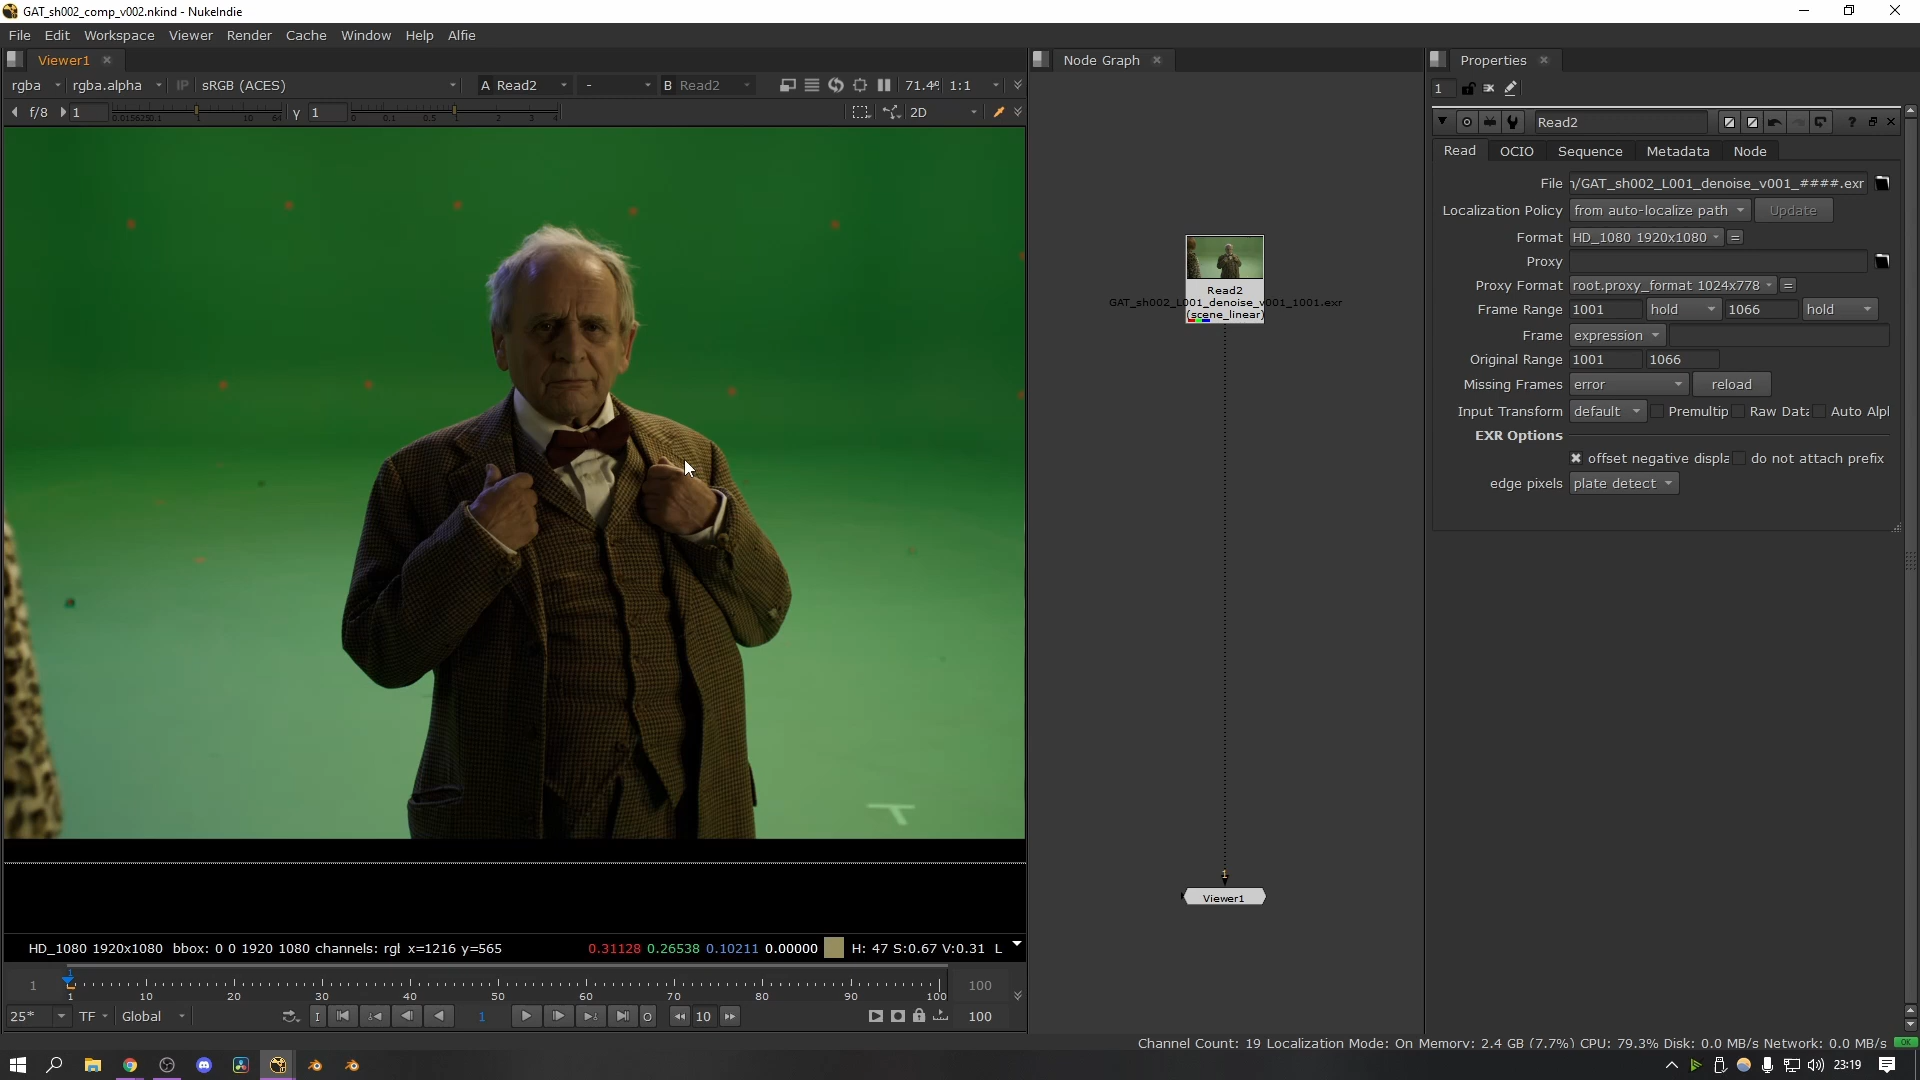 GAT_sh002_comp_v002.nkind - NukeIndie
File Edit Workspace Viewer Render Cache Window Help Alfie
Viewer1
Node Graph
Properties
rgba rgba.alpha IP sRGB (ACES) A Read2 - B Read2 1:1
f/8 1 γ 1 2D
1
Read2
Read OCIO Sequence Metadata Node
File n/GAT_sh002_L001_denoise_v001_####.exr
Localization Policy from auto-localize path Update
Format HD_1080 1920x1080 =
Proxy
Proxy Format root.proxy_format 1024x778 =
Frame Range 1001 hold 1066 hold
Frame expression
Original Range 1001 1066
Missing Frames error reload
Input Transform default Premultip Raw Data Auto Alpl
EXR Options
offset negative displa do not attach prefix
edge pixels plate detect
Read2
GAT_sh002_L001_denoise_v001_1001.exr
(scene_linear)
1
Viewer1
HD_1080 1920x1080 bbox: 0 0 1920 1080 channels: rgl x=1216 y=565 0.31128 0.26538 0.10211 0.00000 H: 47 S:0.67 V:0.31 L
1 1 100
1 10 20 30 40 50 60 70 80 90 100
25* TF Global I 1 O 10 100
Channel Count: 19 Localization Mode: On Memory: 2.4 GB (7.7%) CPU: 79.3% Disk: 0.0 MB/s Network: 0.0 MB/s OK
23:19